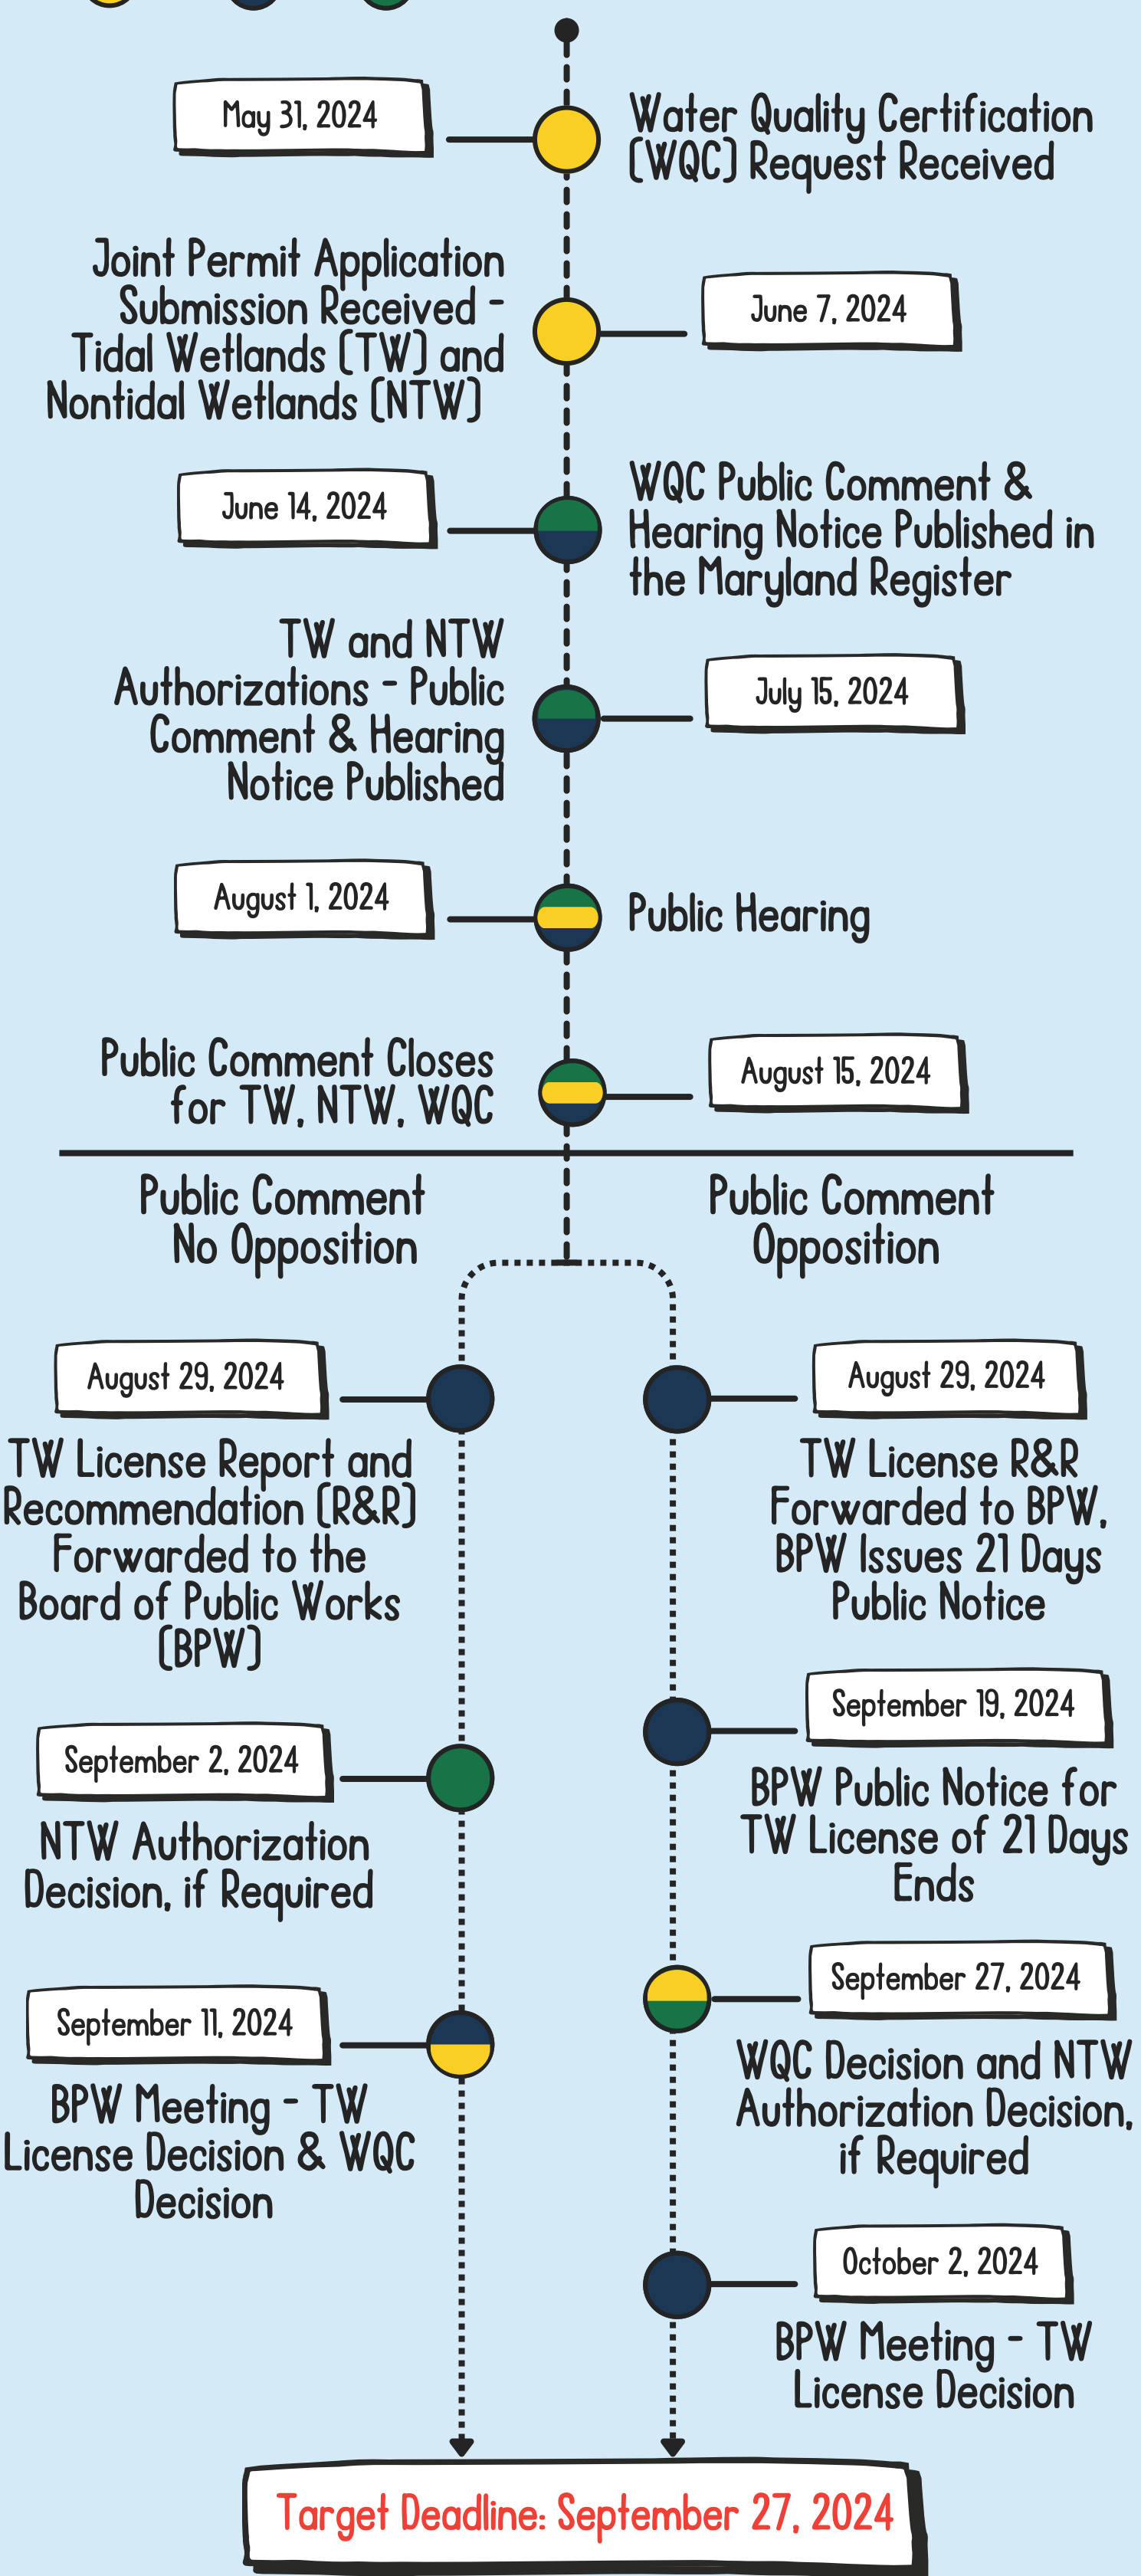 May 31, 2024
Water Quality Certification
(WQC) Request Received
Joint Permit Application
Submission Received -
Tidal Wetlands (TW) and
Nontidal Wetlands (NTW)
June 7, 2024
June 14, 2024
WQC Public Comment &
Hearing Notice Published in
the Maryland Register
TW and NTW
Authorizations - Public
Comment & Hearing
Notice Published
July 15, 2024
August 1, 2024
Public Hearing
Public Comment Closes
for TW, NTW, WQC
August 15, 2024
Public Comment
No Opposition
Public Comment
Opposition
August 29, 2024
TW License Report and
Recommendation (R&R)
Forwarded to the
Board of Public Works
(BPW)
September 2, 2024
NTW Authorization
Decision, if Required
September 11, 2024
BPW Meeting - TW
License Decision & WQC
Decision
August 29, 2024
TW License R&R
Forwarded to BPW,
BPW Issues 21 Days
Public Notice
September 19, 2024
BPW Public Notice for
TW License of 21 Days
Ends
September 27, 2024
WQC Decision and NTW
Authorization Decision,
if Required
October 2, 2024
BPW Meeting - TW
License Decision
Target Deadline: September 27, 2024